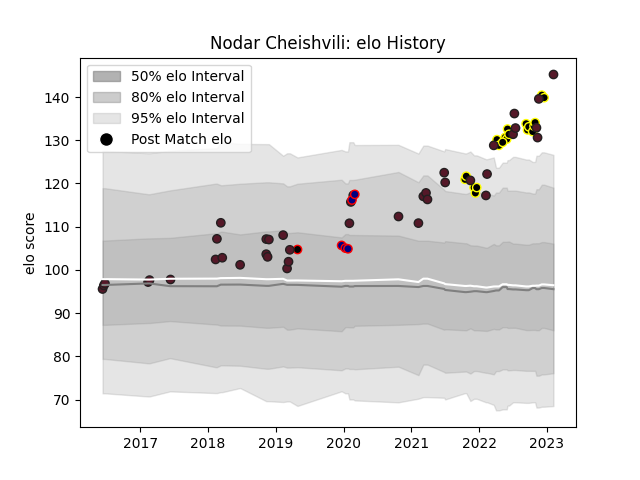 Nodar Cheishvili: elo History
50% elo Interval
80% elo Interval
95% elo Interval
Post Match elo
elo score
140
130
120
110
100
90
80
70
2017 2018 2019 2020 2021 2022 2023